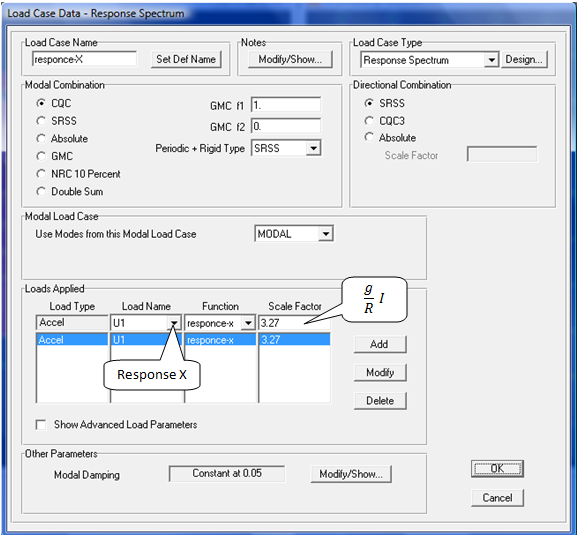 Load Case Data - Response Spectrum
Load Case Name
responce-X
Set Def Name
Notes
Modify/Show...
Load Case Type
Response Spectrum
Design...
Modal Combination
CQC
SRSS
Absolute
GMC
NRC 10 Percent
Double Sum
GMC f1
1.
GMC f2
0.
Periodic + Rigid Type
SRSS
Directional Combination
SRSS
CQC3
Absolute
Scale Factor
Modal Load Case
Use Modes from this Modal Load Case
MODAL
Loads Applied
Load Type Load Name Function Scale Factor
Accel U1 responce-x 3.27
Accel U1 responce-x 3.27
g/R I
Response X
Add
Modify
Delete
Show Advanced Load Parameters
Other Parameters
Modal Damping
Constant at 0.05
Modify/Show...
OK
Cancel